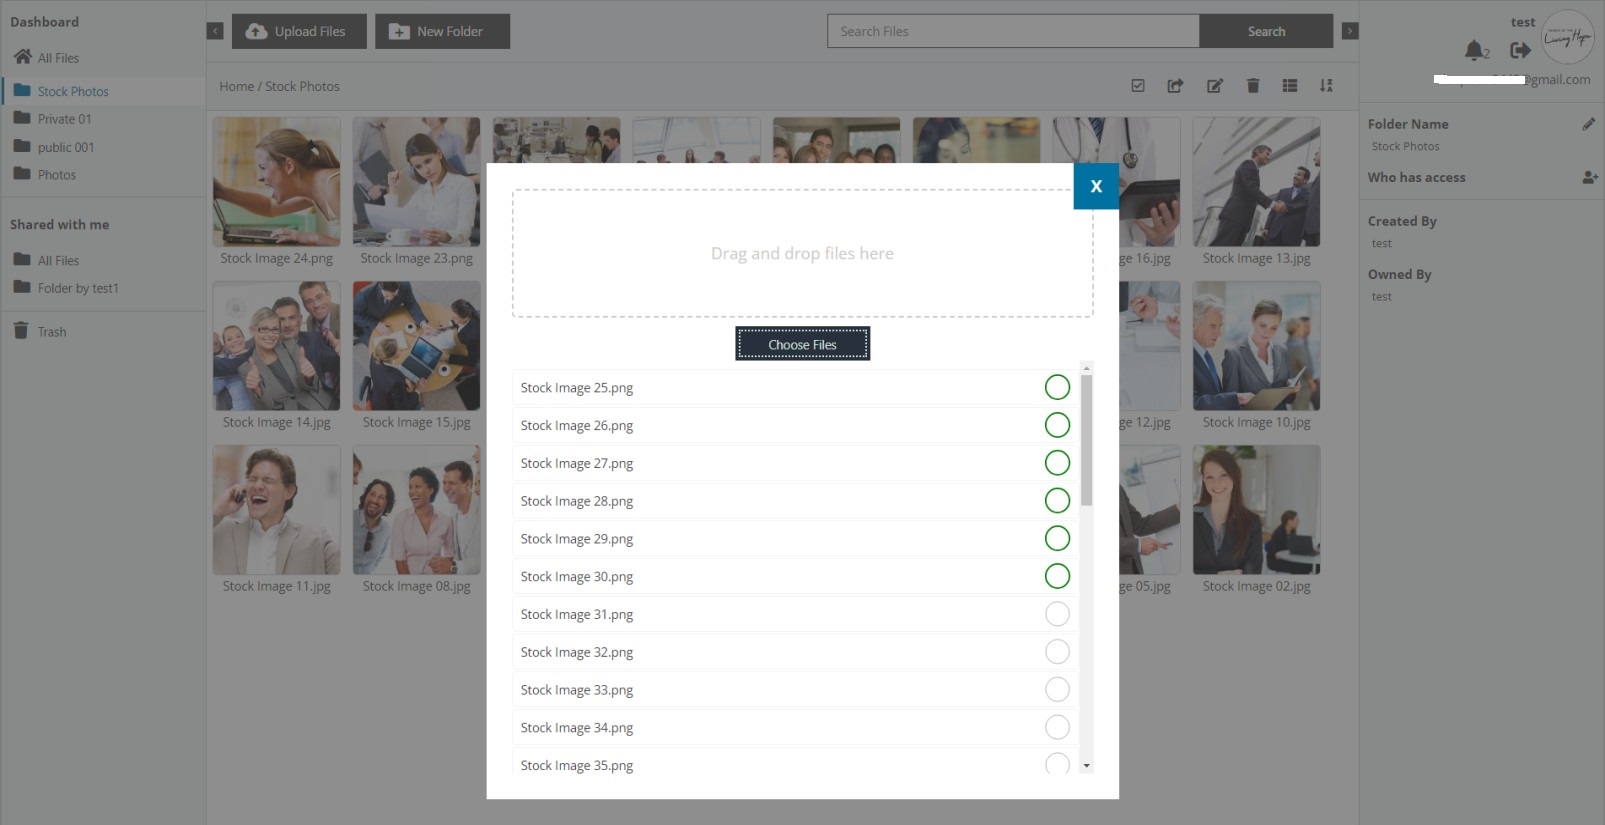 Dashboard
All Files
Stock Photos
Private 01
public 001
Photos
Shared with me
All Files
Folder by test1
Trash
Upload Files
New Folder
Search Files
Search
Home / Stock Photos
Stock Image 24.png
Stock Image 23.png
16.jpg
Stock Image 13.jpg
Stock Image 14.jpg
Stock Image 15.jpg
12.jpg
Stock Image 10.jpg
Stock Image 11.jpg
Stock Image 08.jpg
05.jpg
Stock Image 02.jpg
X
Drag and drop files here
Choose Files
Stock Image 25.png
Stock Image 26.png
Stock Image 27.png
Stock Image 28.png
Stock Image 29.png
Stock Image 30.png
Stock Image 31.png
Stock Image 32.png
Stock Image 33.png
Stock Image 34.png
Stock Image 35.png
test
Living Hope
2
@gmail.com
Folder Name
Stock Photos
Who has access
Created By
test
Owned By
test